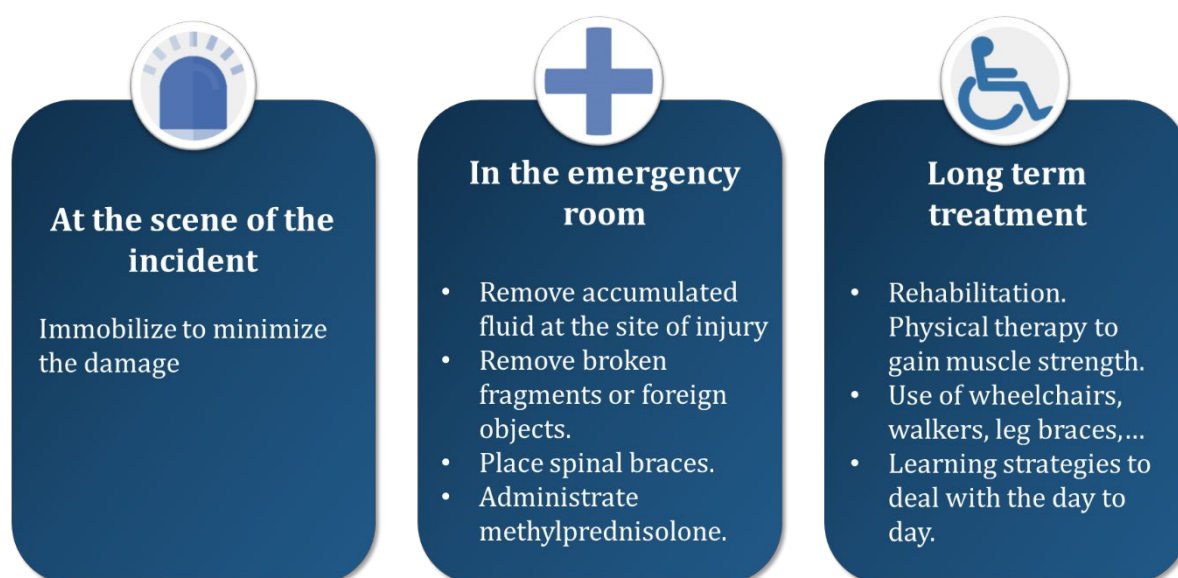 At the scene of the
incident
Immobilize to minimize
the damage
In the emergency
room
• Remove accumulated
fluid at the site of injury
• Remove broken
fragments or foreign
objects.
• Place spinal braces.
• Administrate
methylprednisolone.
Long term
treatment
• Rehabilitation.
Physical therapy to
gain muscle strength.
• Use of wheelchairs,
walkers, leg braces,...
• Learning strategies to
deal with the day to
day.